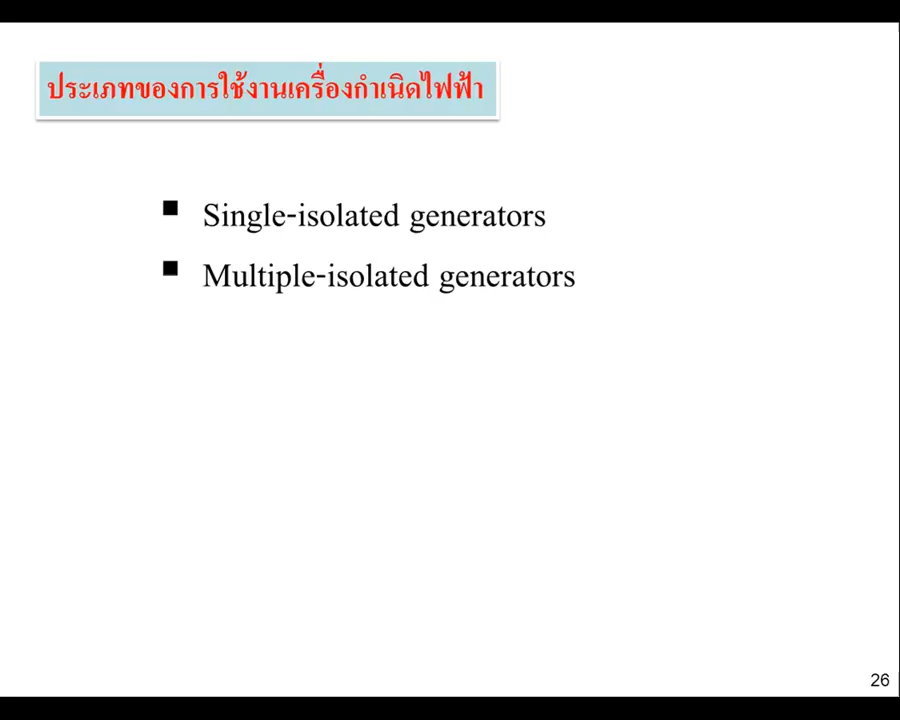 ประเภทของการใช้งานเครื่องกำเนิดไฟฟ้า
▪ Single-isolated generators
▪ Multiple-isolated generators
26